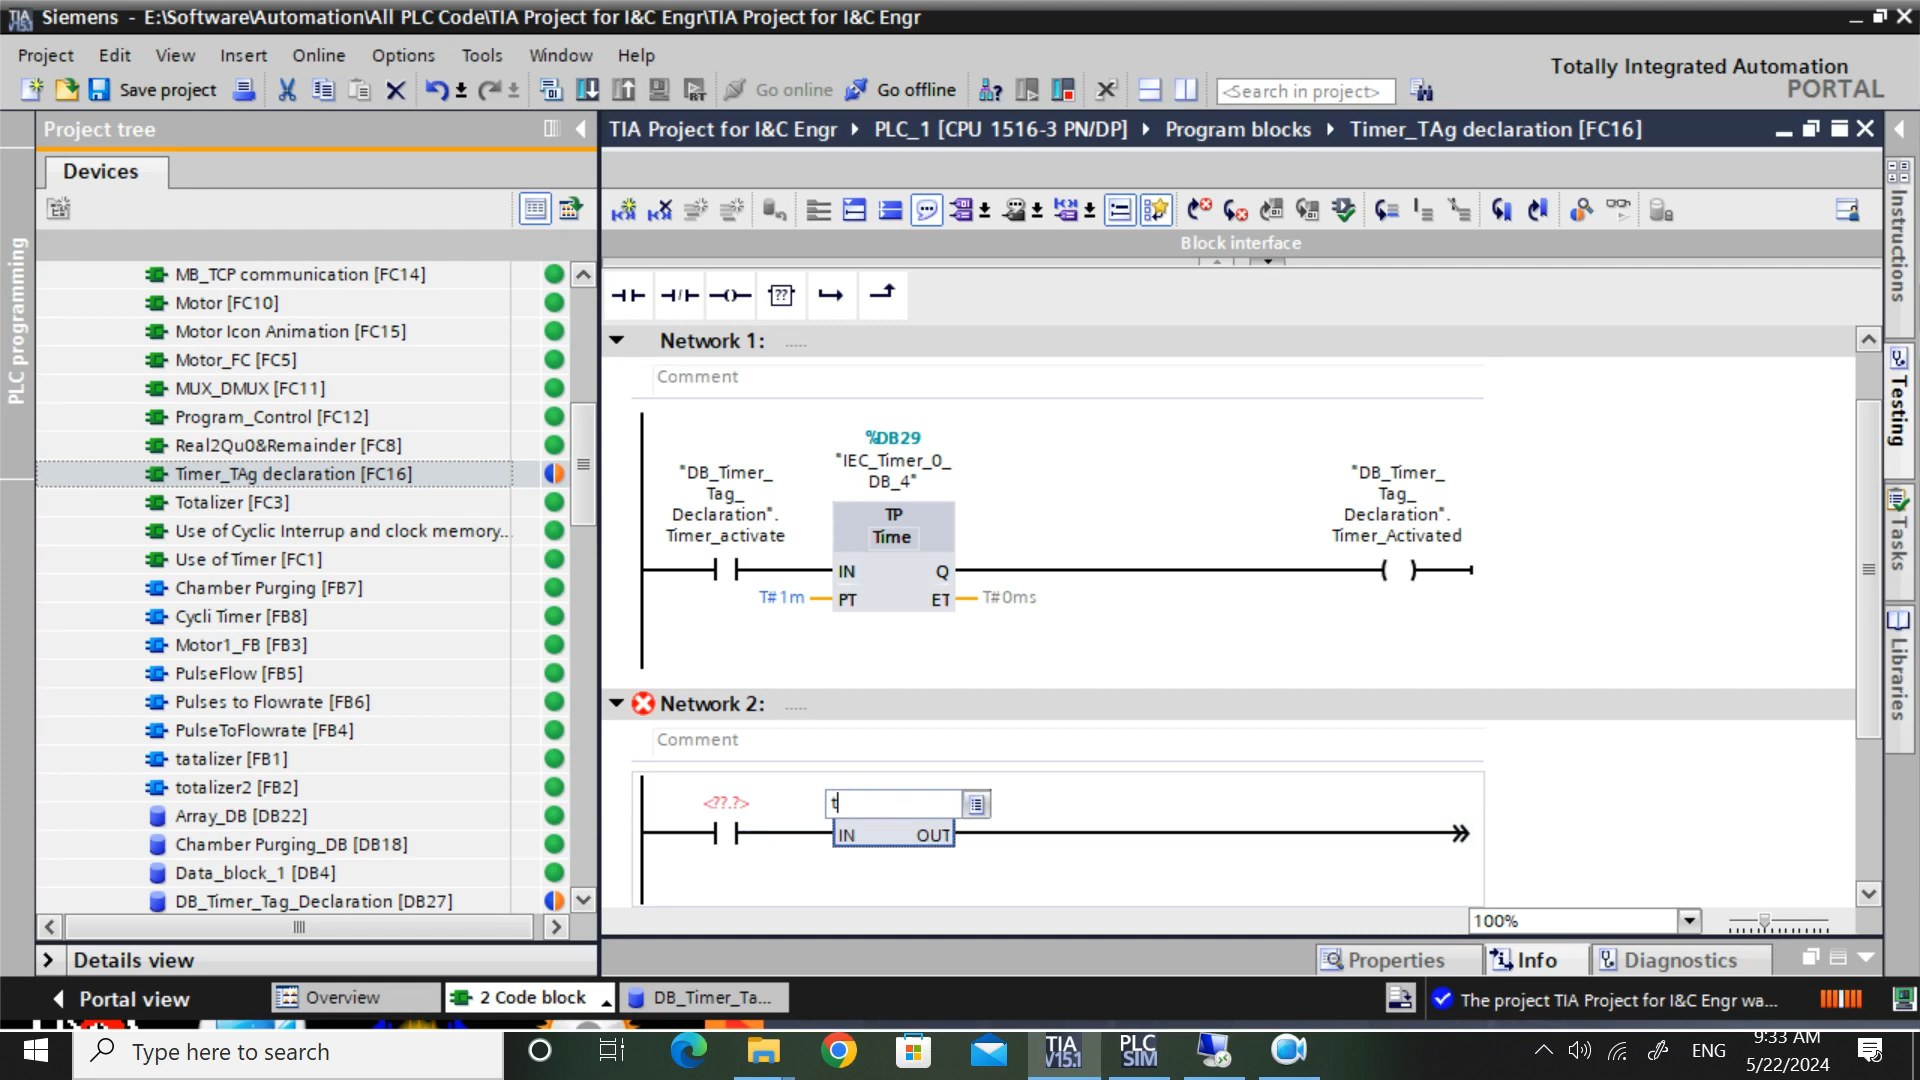 Siemens - E:\Software\Automation\All PLC Code\TIA Project for I&C Engr\TIA Project for I&C Engr
Project Edit View Insert Online Options Tools Window Help
Totally Integrated Automation
PORTAL
Save project
Go online
Go offline
<Search in project>
Project tree
TIA Project for I&C Engr
PLC_1 [CPU 1516-3 PN/DP]
Program blocks
Timer_TAg declaration [FC16]
Devices
Block interface
PLC programming
MB_TCP communication [FC14]
Motor [FC10]
Motor Icon Animation [FC15]
Motor_FC [FC5]
MUX_DMUX [FC11]
Program_Control [FC12]
Real2Qu0&Remainder [FC8]
Timer_TAg declaration [FC16]
Totalizer [FC3]
Use of Cyclic Interrup and clock memory...
Use of Timer [FC1]
Chamber Purging [FB7]
Cycli Timer [FB8]
Motor1_FB [FB3]
PulseFlow [FB5]
Pulses to Flowrate [FB6]
PulseToFlowrate [FB4]
tatalizer [FB1]
totalizer2 [FB2]
Array_DB [DB22]
Chamber Purging_DB [DB18]
Data_block_1 [DB4]
DB_Timer_Tag_Declaration [DB27]
Details view
??
Network 1: .....
Comment
%DB29
"IEC_Timer_0_
DB_4"
"DB_Timer_
Tag_
Declaration".
Timer_activate
TP
Time
IN Q
T#1m PT ET T#0ms
"DB_Timer_
Tag_
Declaration".
Timer_Activated
Network 2: .....
Comment
<??.?>
t
IN OUT
100%
Instructions
Testing
Tasks
Libraries
Properties
Info
Diagnostics
Portal view
Overview
2 Code block
DB_Timer_Ta...
The project TIA Project for I&C Engr wa...
Type here to search
TIA
V15.1
PLC
SIM
ENG
9:33 AM
5/22/2024